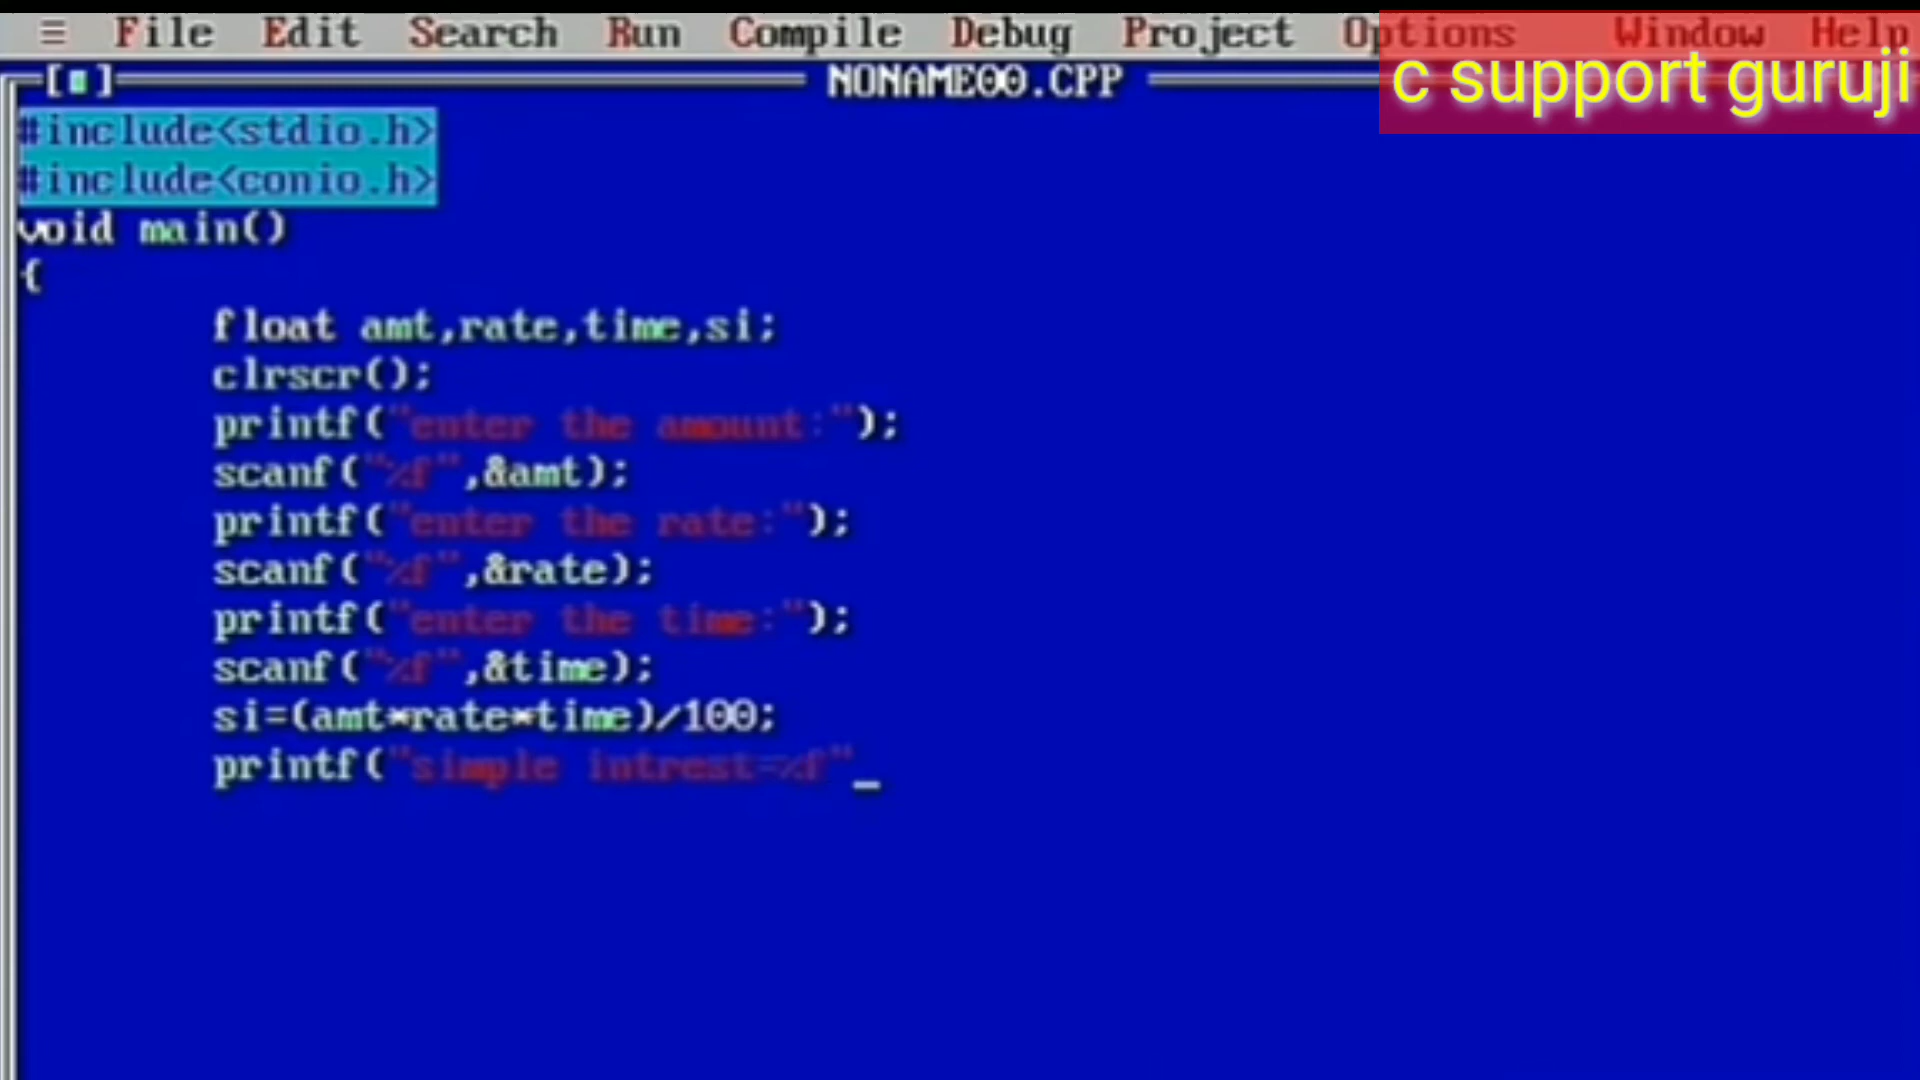 ≡ File Edit Search Run Compile Debug Project Options Window Help
c support guruji
[■] NONAME00.CPP
#include<stdio.h>
#include<conio.h>
void main()
{
float amt,rate,time,si;
clrscr();
printf("enter the amount:");
scanf("%f",&amt);
printf("enter the rate:");
scanf("%f",&rate);
printf("enter the time:");
scanf("%f",&time);
si=(amt*rate*time)/100;
printf("simple intrest=%f"_